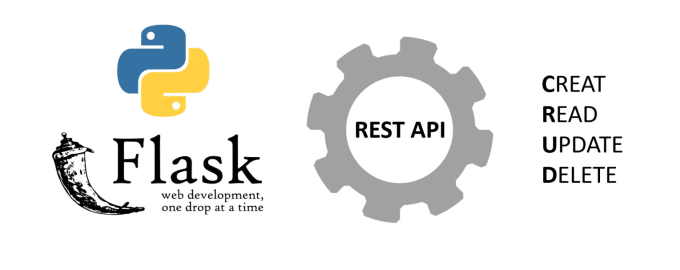 Flask
web development,
one drop at a time
REST API
CREAT
READ
UPDATE
DELETE